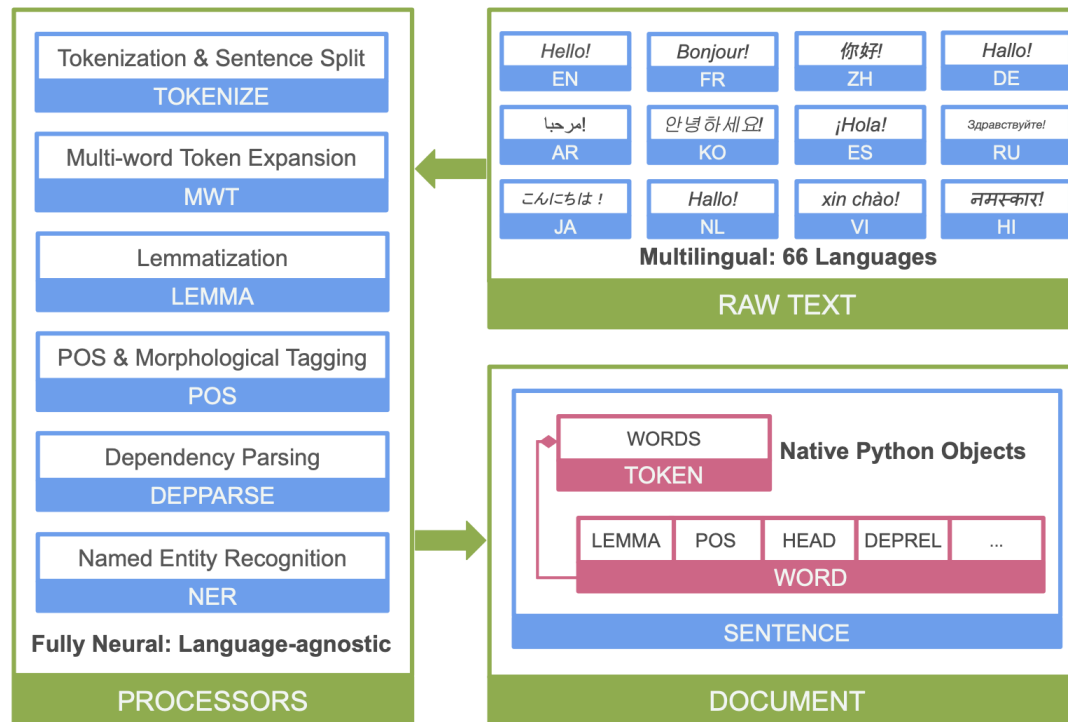 Tokenization & Sentence Split
TOKENIZE
Multi-word Token Expansion
MWT
Lemmatization
LEMMA
POS & Morphological Tagging
POS
Dependency Parsing
DEPPARSE
Named Entity Recognition
NER
Fully Neural: Language-agnostic
PROCESSORS
Hello!
EN
Bonjour!
FR
你好!
ZH
Hallo!
DE
مرحبا!
AR
안녕하세요!
KO
¡Hola!
ES
Здравствуйте!
RU
こんにちは！
JA
Hallo!
NL
xin chào!
VI
नमस्कार!
HI
Multilingual: 66 Languages
RAW TEXT
WORDS
TOKEN
Native Python Objects
LEMMA
POS
HEAD
DEPREL
...
WORD
SENTENCE
DOCUMENT